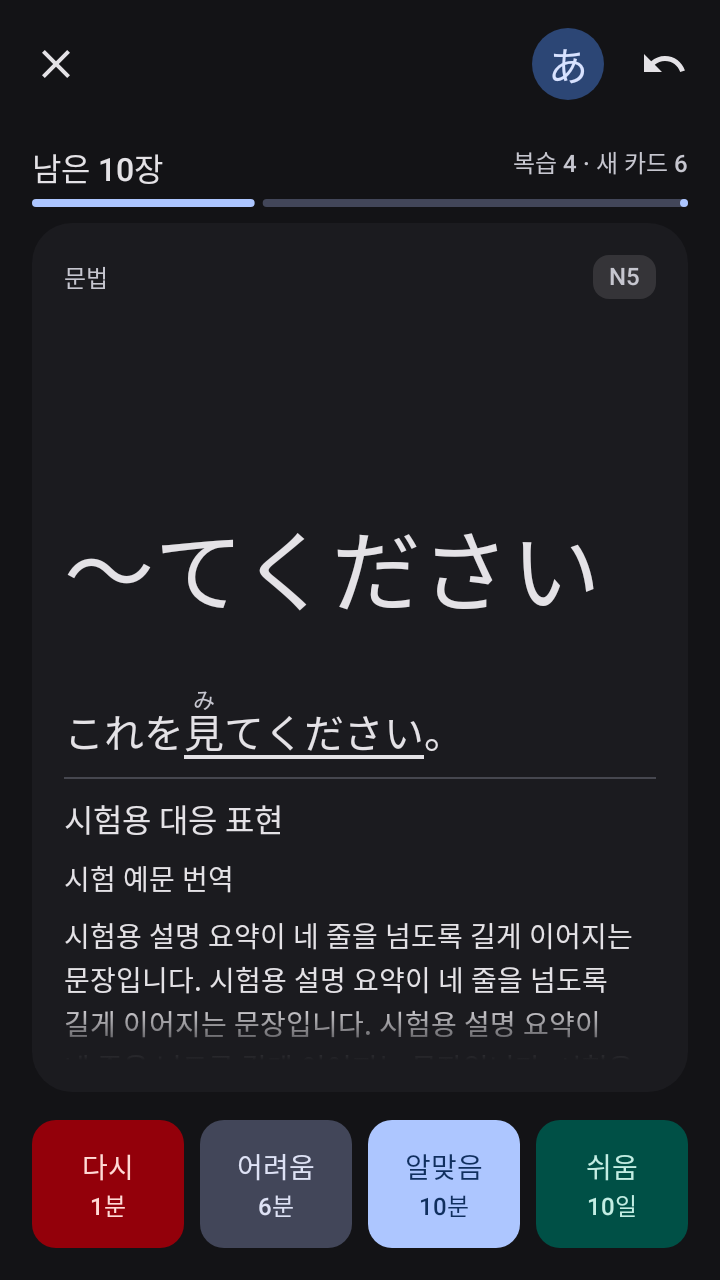 あ
남은 10장
복습 4 · 새 카드 6
문법
N5
～てください
み
これを見てください。
시험용 대응 표현
시험 예문 번역
시험용 설명 요약이 네 줄을 넘도록 길게 이어지는
문장입니다. 시험용 설명 요약이 네 줄을 넘도록
길게 이어지는 문장입니다. 시험용 설명 요약이
다시
1분
어려움
6분
알맞음
10분
쉬움
10일